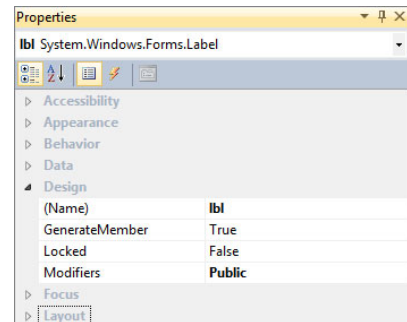 Properties
lbl System.Windows.Forms.Label
Accessibility
Appearance
Behavior
Data
Design
(Name) lbl
GenerateMember True
Locked False
Modifiers Public
Focus
Layout